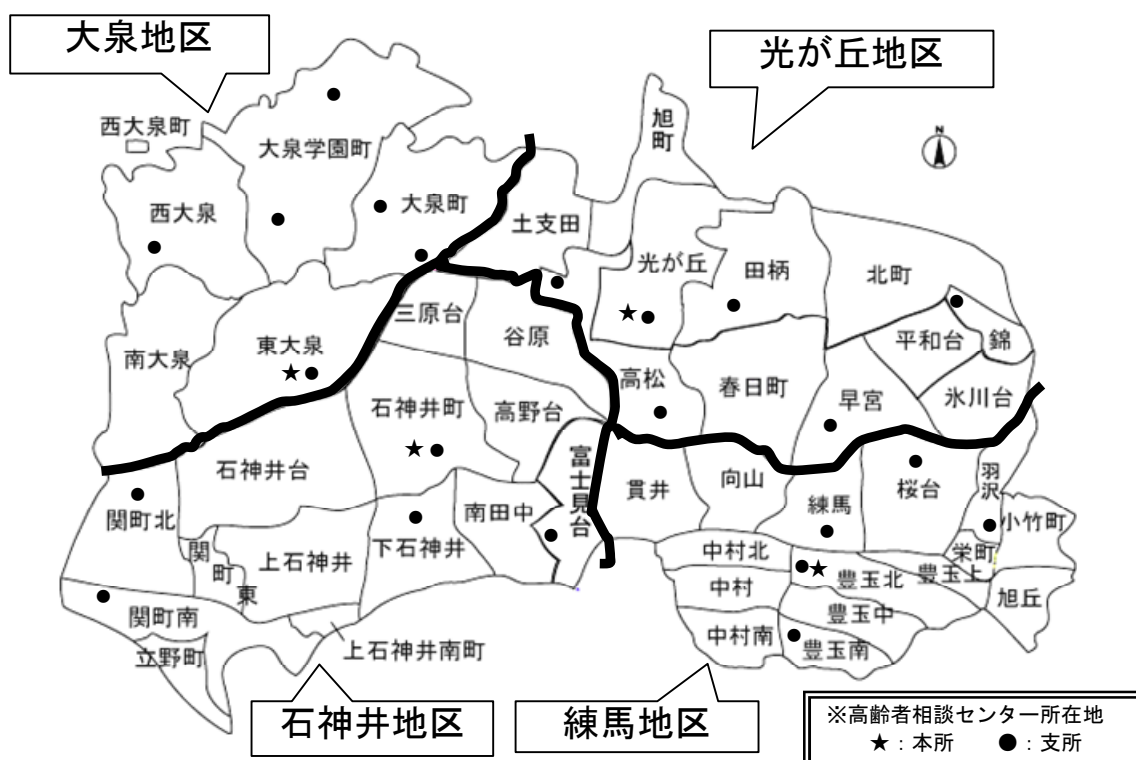 大泉地区
光が丘地区
N
西大泉町
大泉学園町
旭町
西大泉
大泉町
土支田
光が丘
田柄
北町
南大泉
東大泉
三原台
谷原
平和台
錦
高松
春日町
早宮
氷川台
石神井町
高野台
石神井台
富士見台
貫井
向山
練馬
桜台
羽沢
小竹町
関町北
関町東
上石神井
下石神井
南田中
中村北
豊玉北
豊玉上
栄町
中村
豊玉中
旭丘
関町南
立野町
上石神井南町
中村南
豊玉南
石神井地区
練馬地区
※高齢者相談センター所在地
★:本所 ●:支所